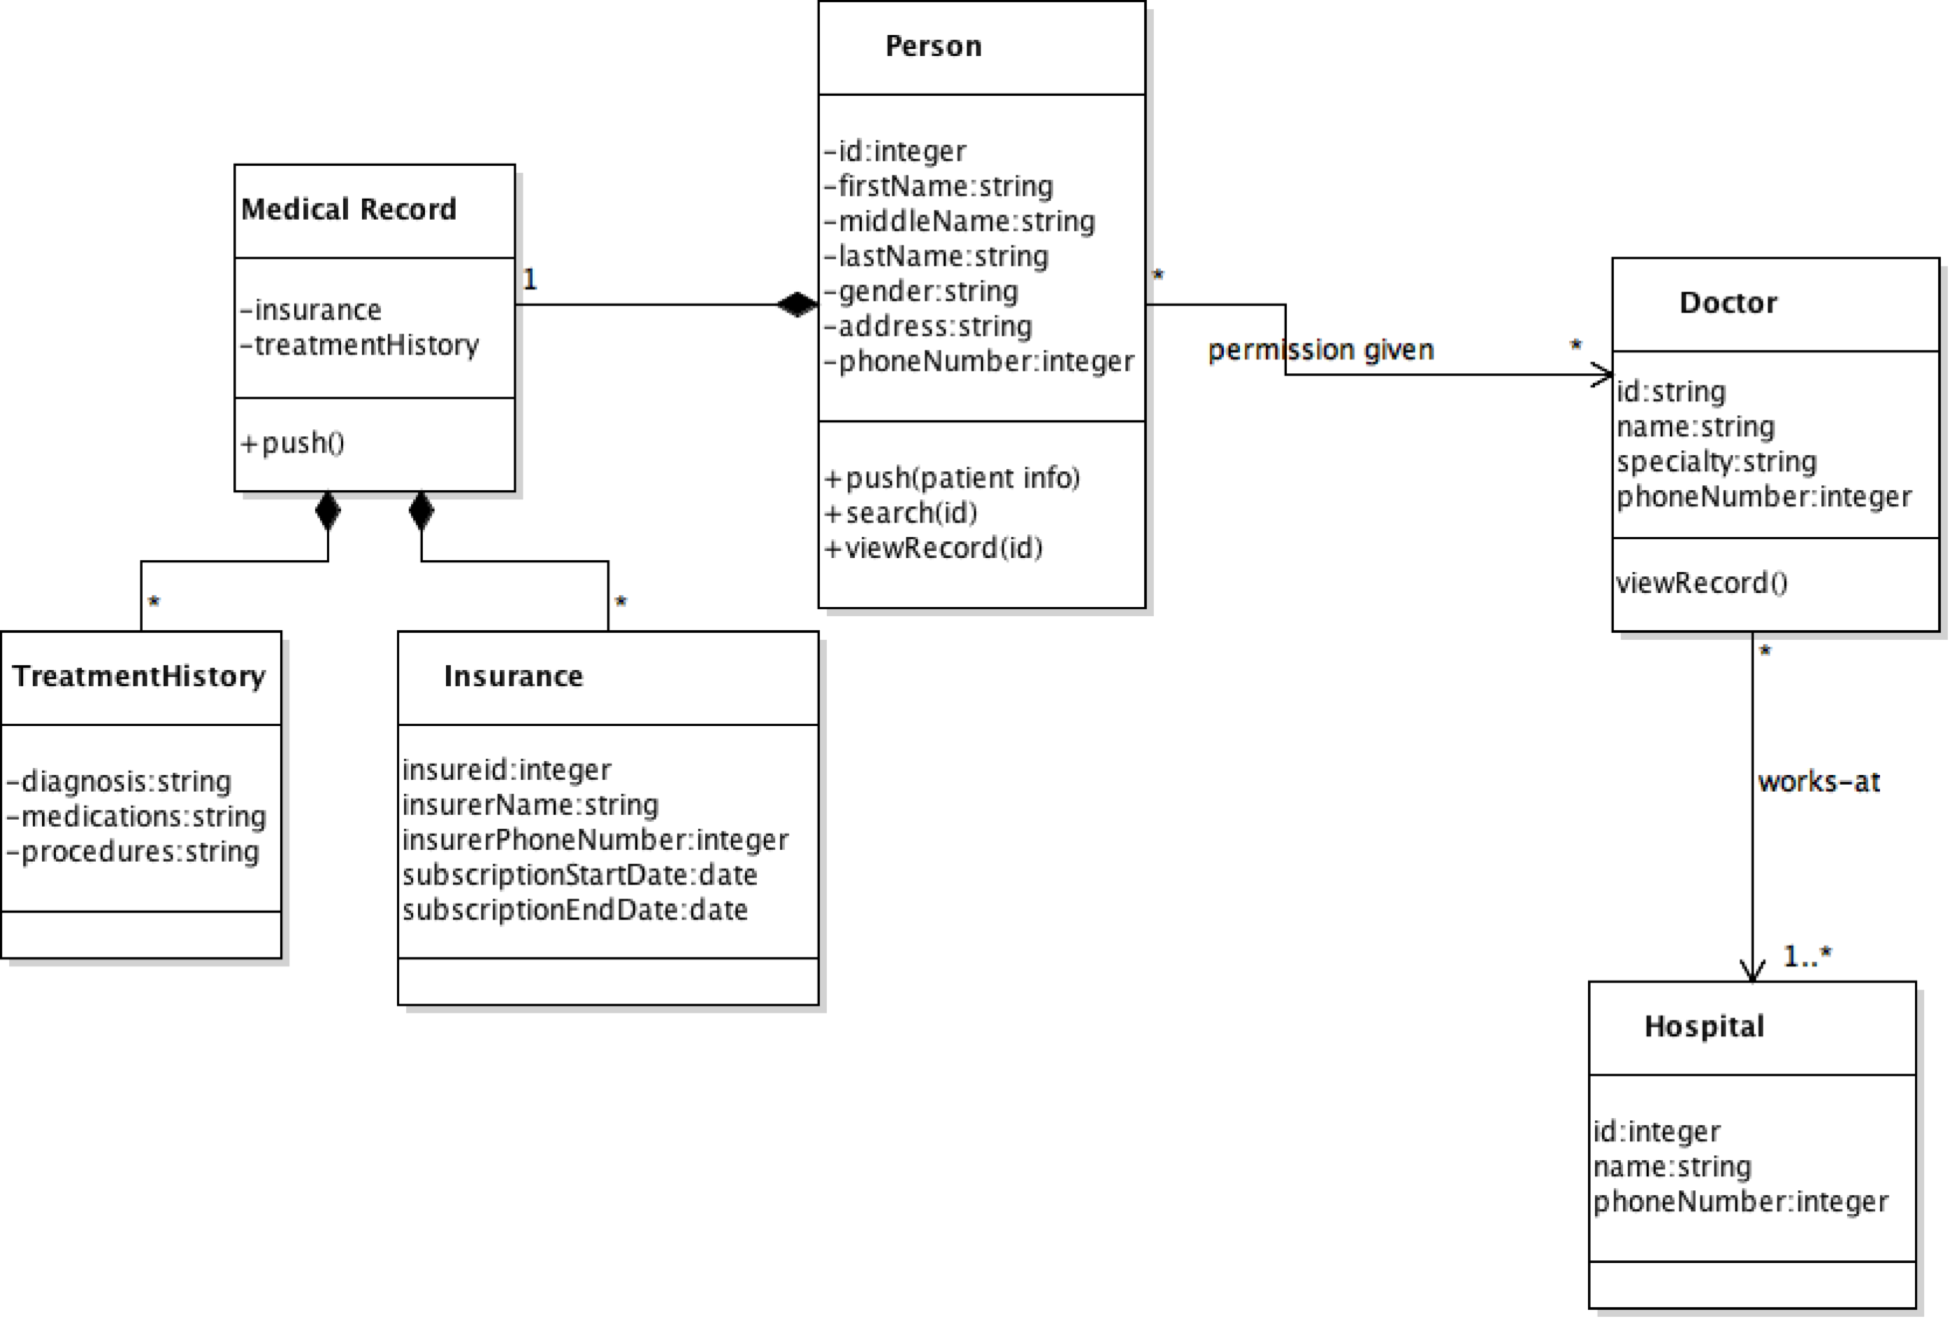 Person
-id:integer
-firstName:string
-middleName:string
-lastName:string
-gender:string
-address:string
-phoneNumber:integer
+push(patient info)
+search(id)
+viewRecord(id)
Medical Record
-insurance
-treatmentHistory
+push()
1
*
permission given
*
Doctor
id:string
name:string
specialty:string
phoneNumber:integer
viewRecord()
*
*
TreatmentHistory
-diagnosis:string
-medications:string
-procedures:string
Insurance
insureid:integer
insurerName:string
insurerPhoneNumber:integer
subscriptionStartDate:date
subscriptionEndDate:date
*
works-at
1..*
Hospital
id:integer
name:string
phoneNumber:integer